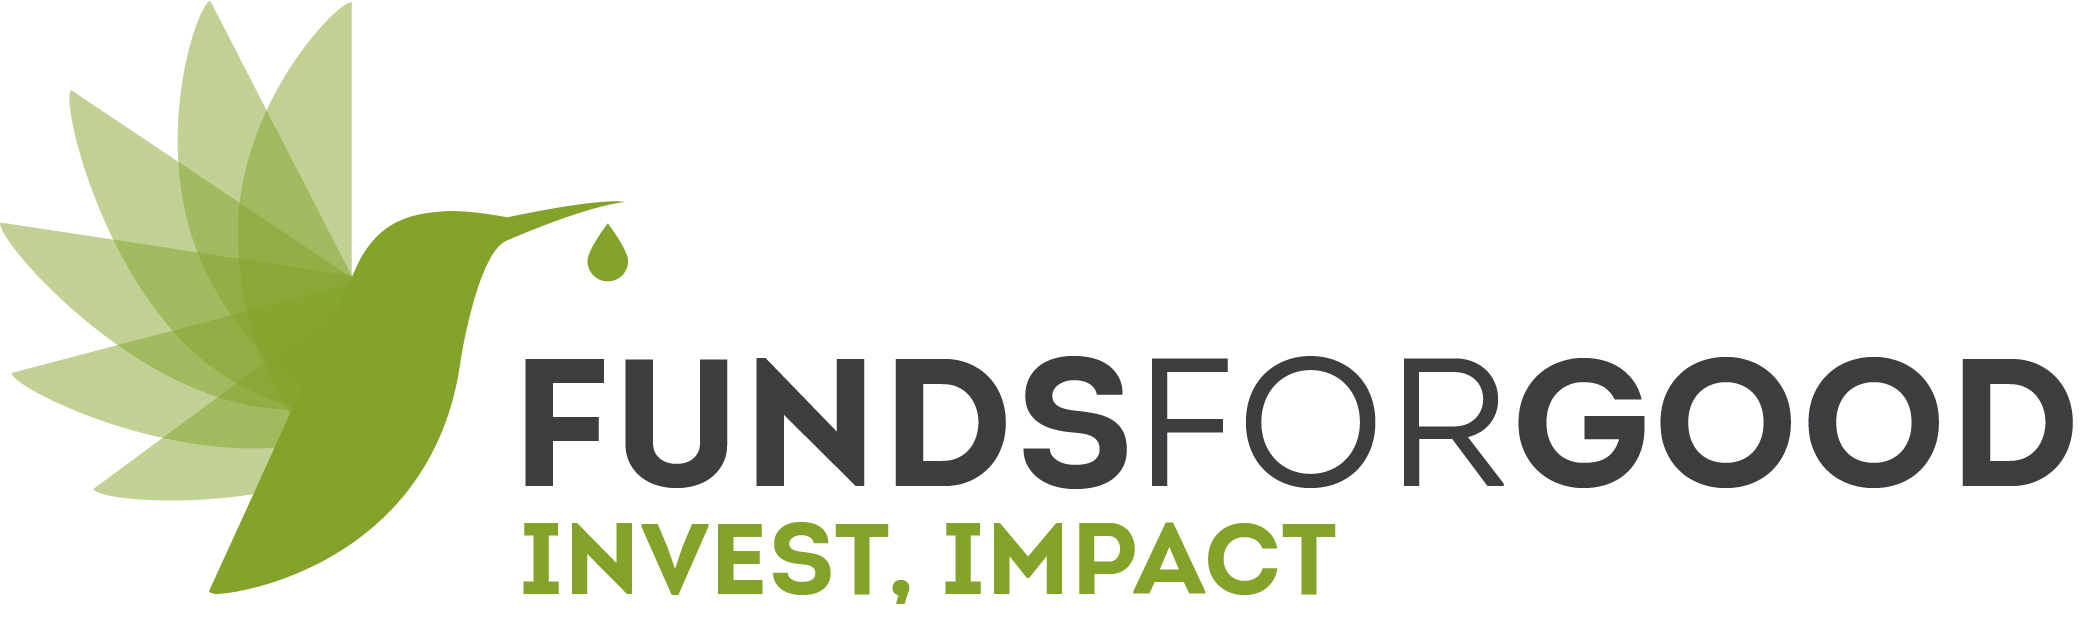 FUNDSFORGOOD
INVEST, IMPACT